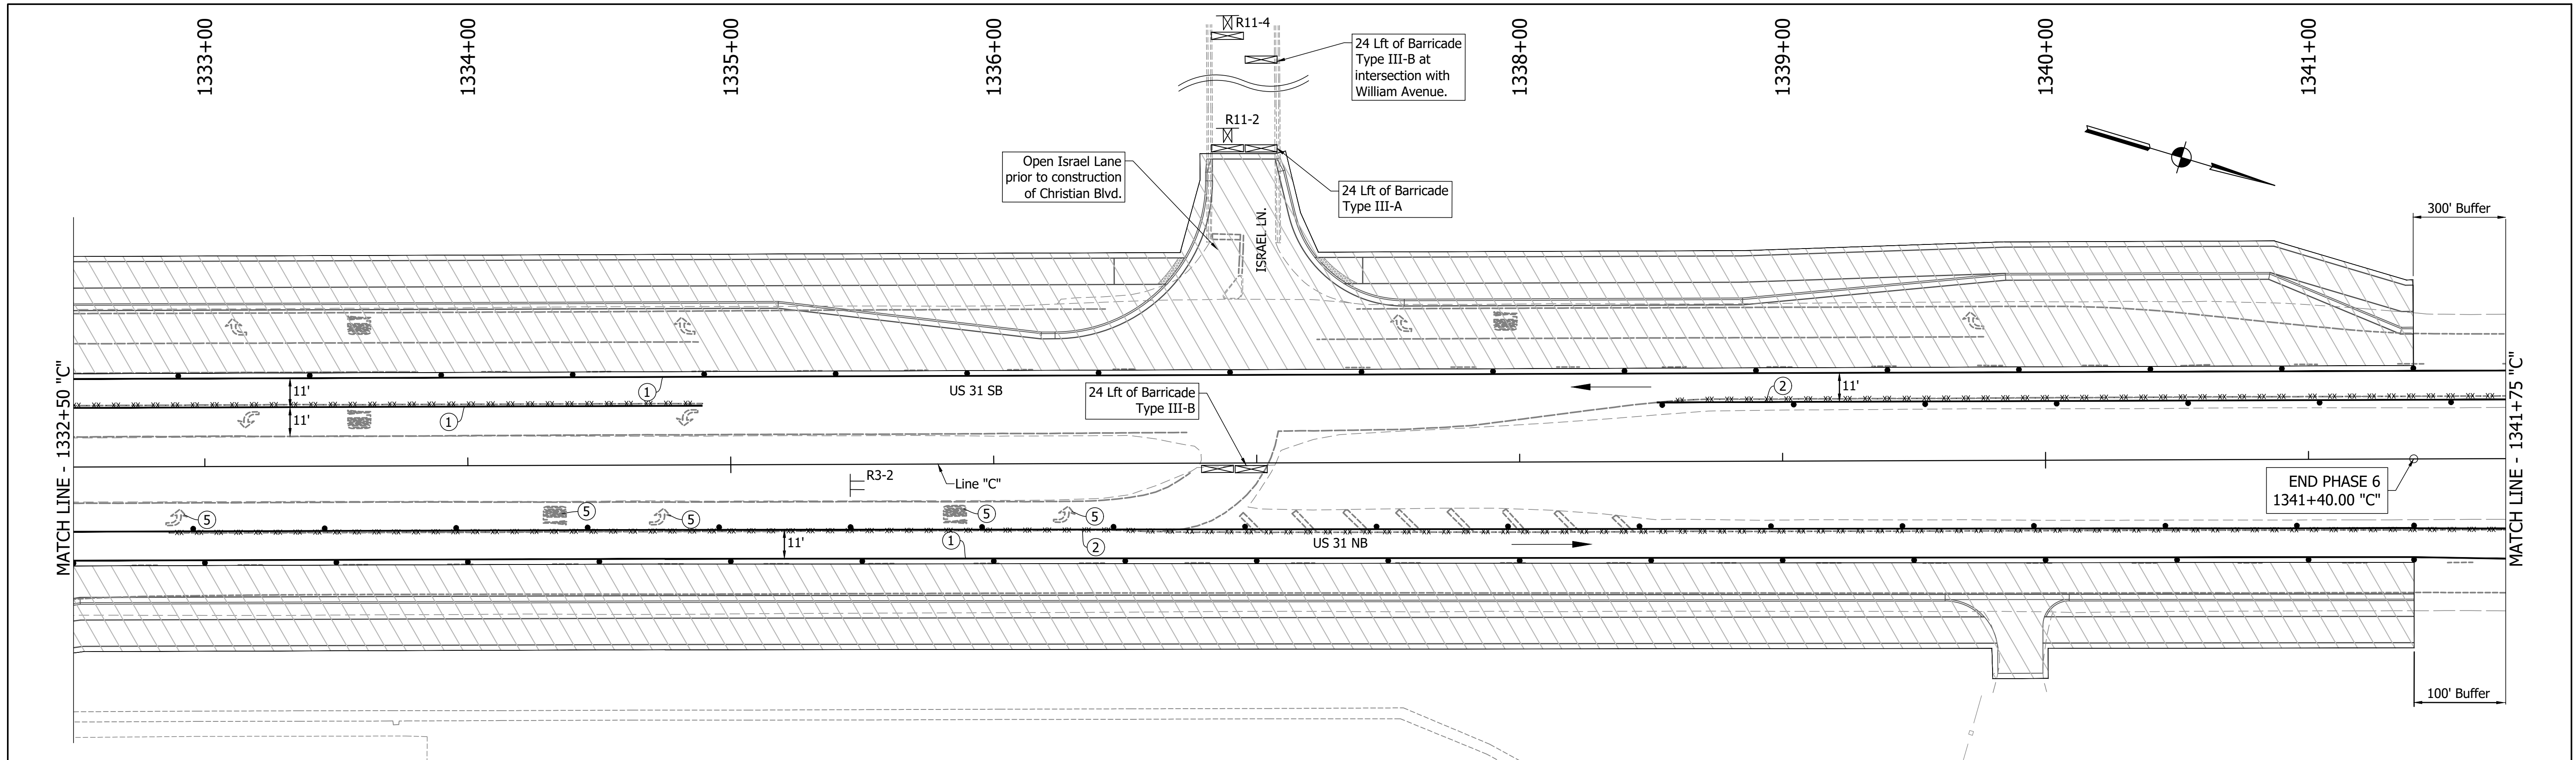 1333+00
1334+00
1335+00
1336+00
1338+00
1339+00
1340+00
1341+00
R11-4
24 Lft of Barricade
Type III-B at
intersection with
William Avenue.
R11-2
Open Israel Lane
prior to construction
of Christian Blvd.
24 Lft of Barricade
Type III-A
ISRAEL LN.
300' Buffer
MATCH LINE - 1332+50 "C"
11'
1
US 31 SB
24 Lft of Barricade
Type III-B
2
11'
MATCH LINE - 1341+75 "C"
11'
1
R3-2
Line "C"
END PHASE 6
1341+40.00 "C"
5
5
5
5
5
11'
1
2
US 31 NB
100' Buffer